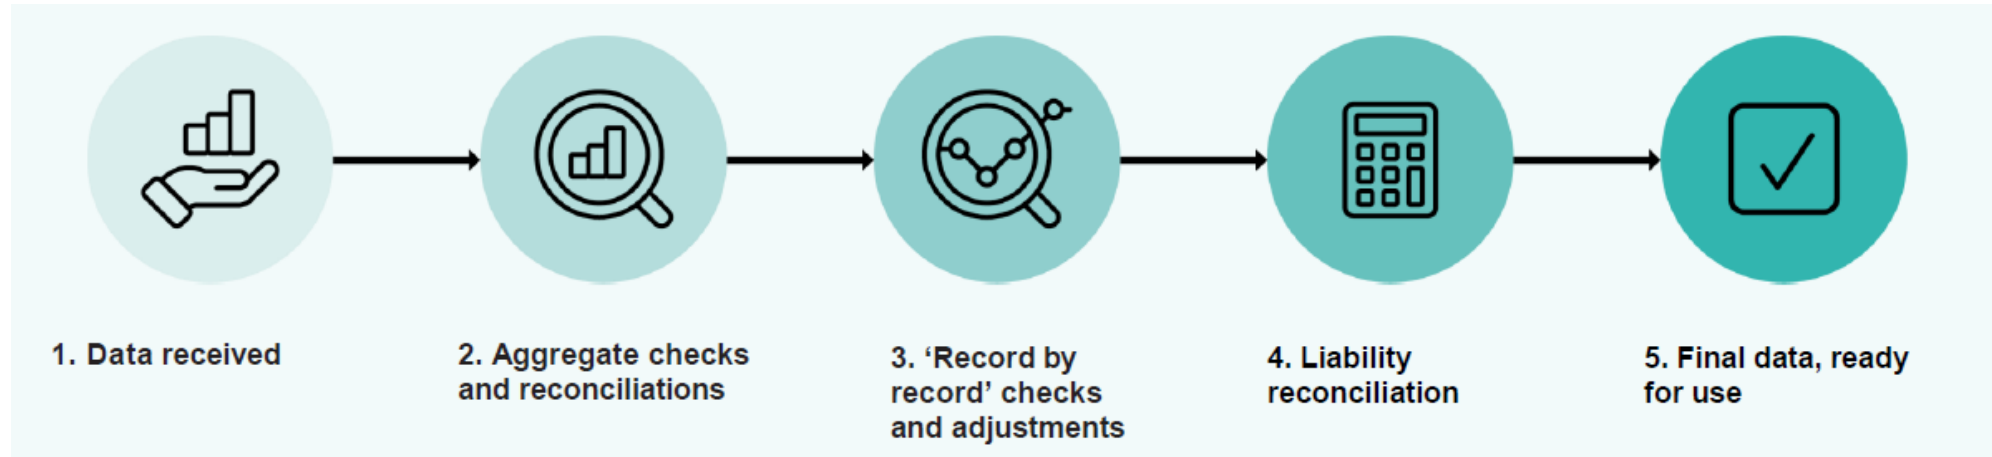 1. Data received
2. Aggregate checks
and reconciliations
3. ‘Record by
record’ checks
and adjustments
4. Liability
reconciliation
5. Final data, ready
for use